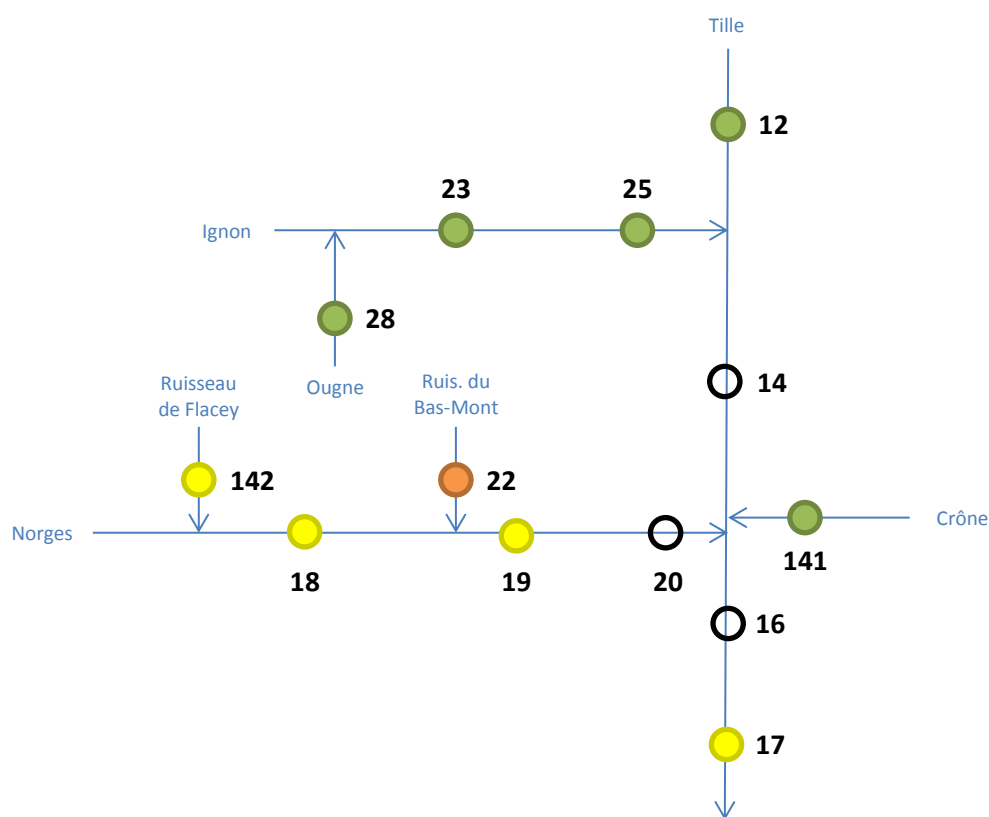 Tille
12
23
25
Ignon
28
Ougne
Ruisseau
de Flacey
Ruis. du
Bas-Mont
14
142
22
Norges
Crône
18
19
20
141
16
17